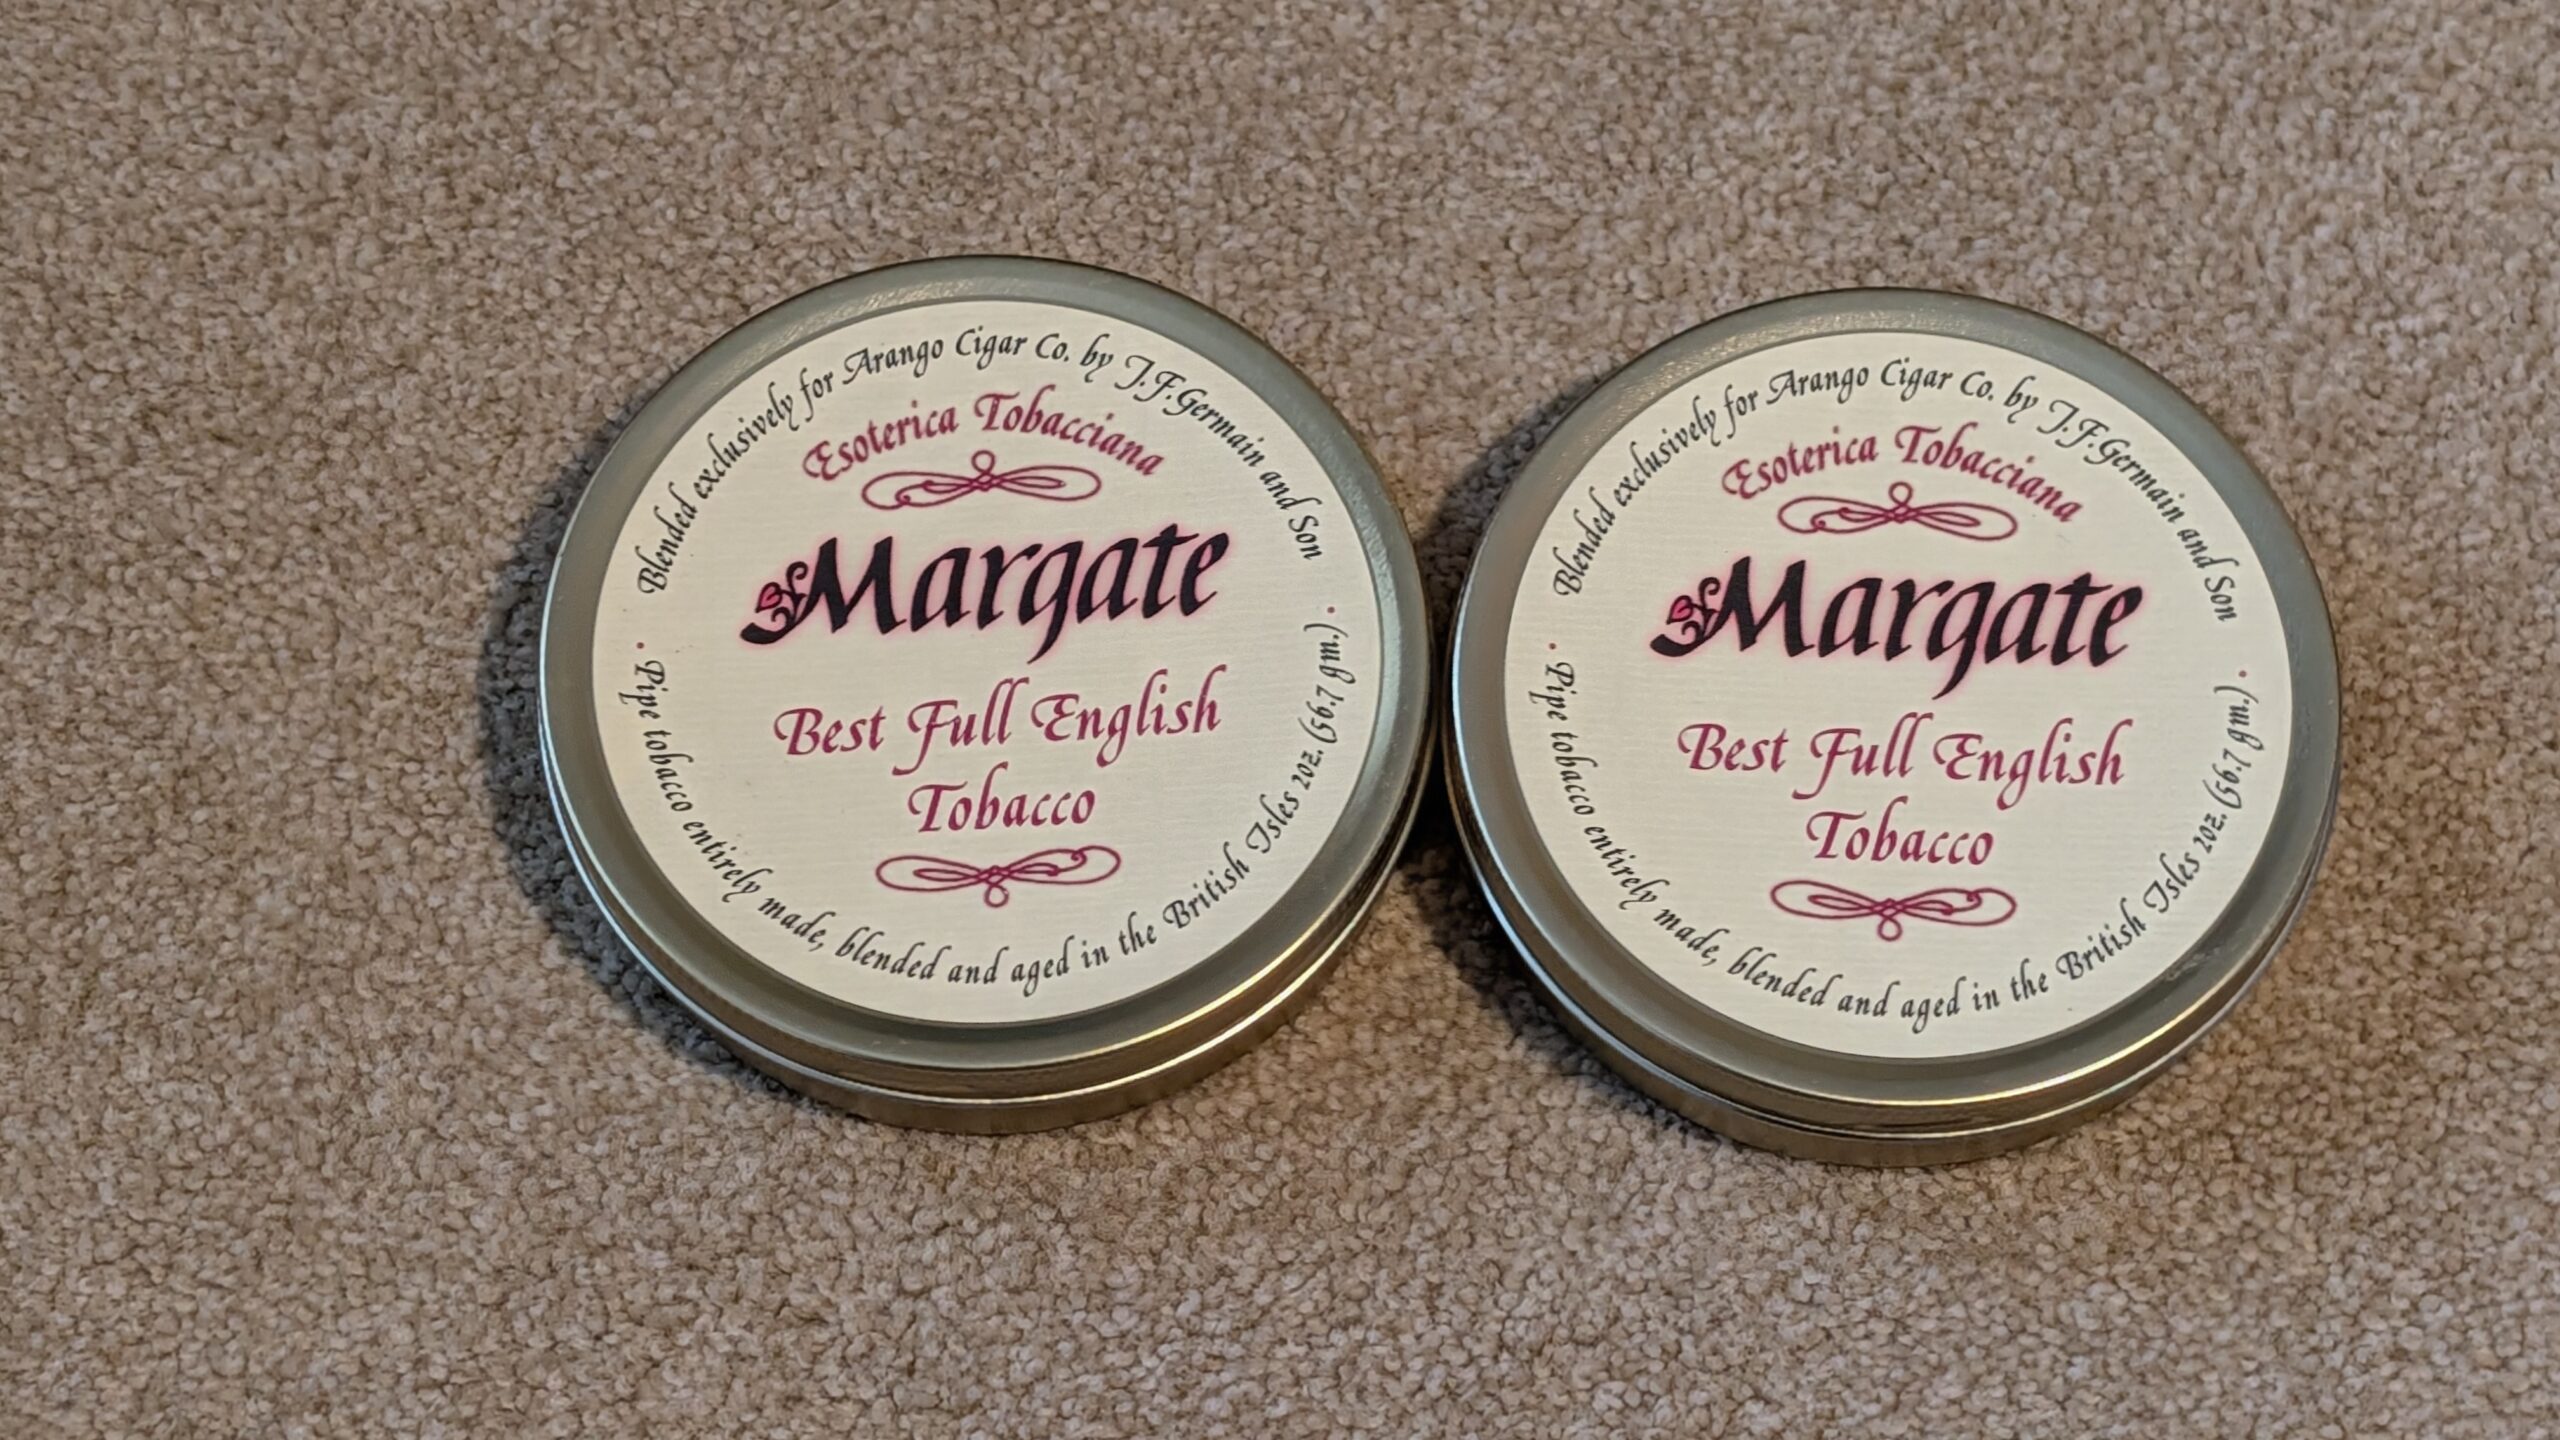 Blended exclusively for Arango Cigar Co. by J.F.Germain and Son
Esoterica Tobacciana
Margate
Best Full English
Tobacco
· Pipe tobacco entirely made, blended and aged in the British Isles 2oz. (56.7 gm.) ·
Blended exclusively for Arango Cigar Co. by J.F.Germain and Son
Esoterica Tobacciana
Margate
Best Full English
Tobacco
· Pipe tobacco entirely made, blended and aged in the British Isles 2oz. (56.7 gm.) ·